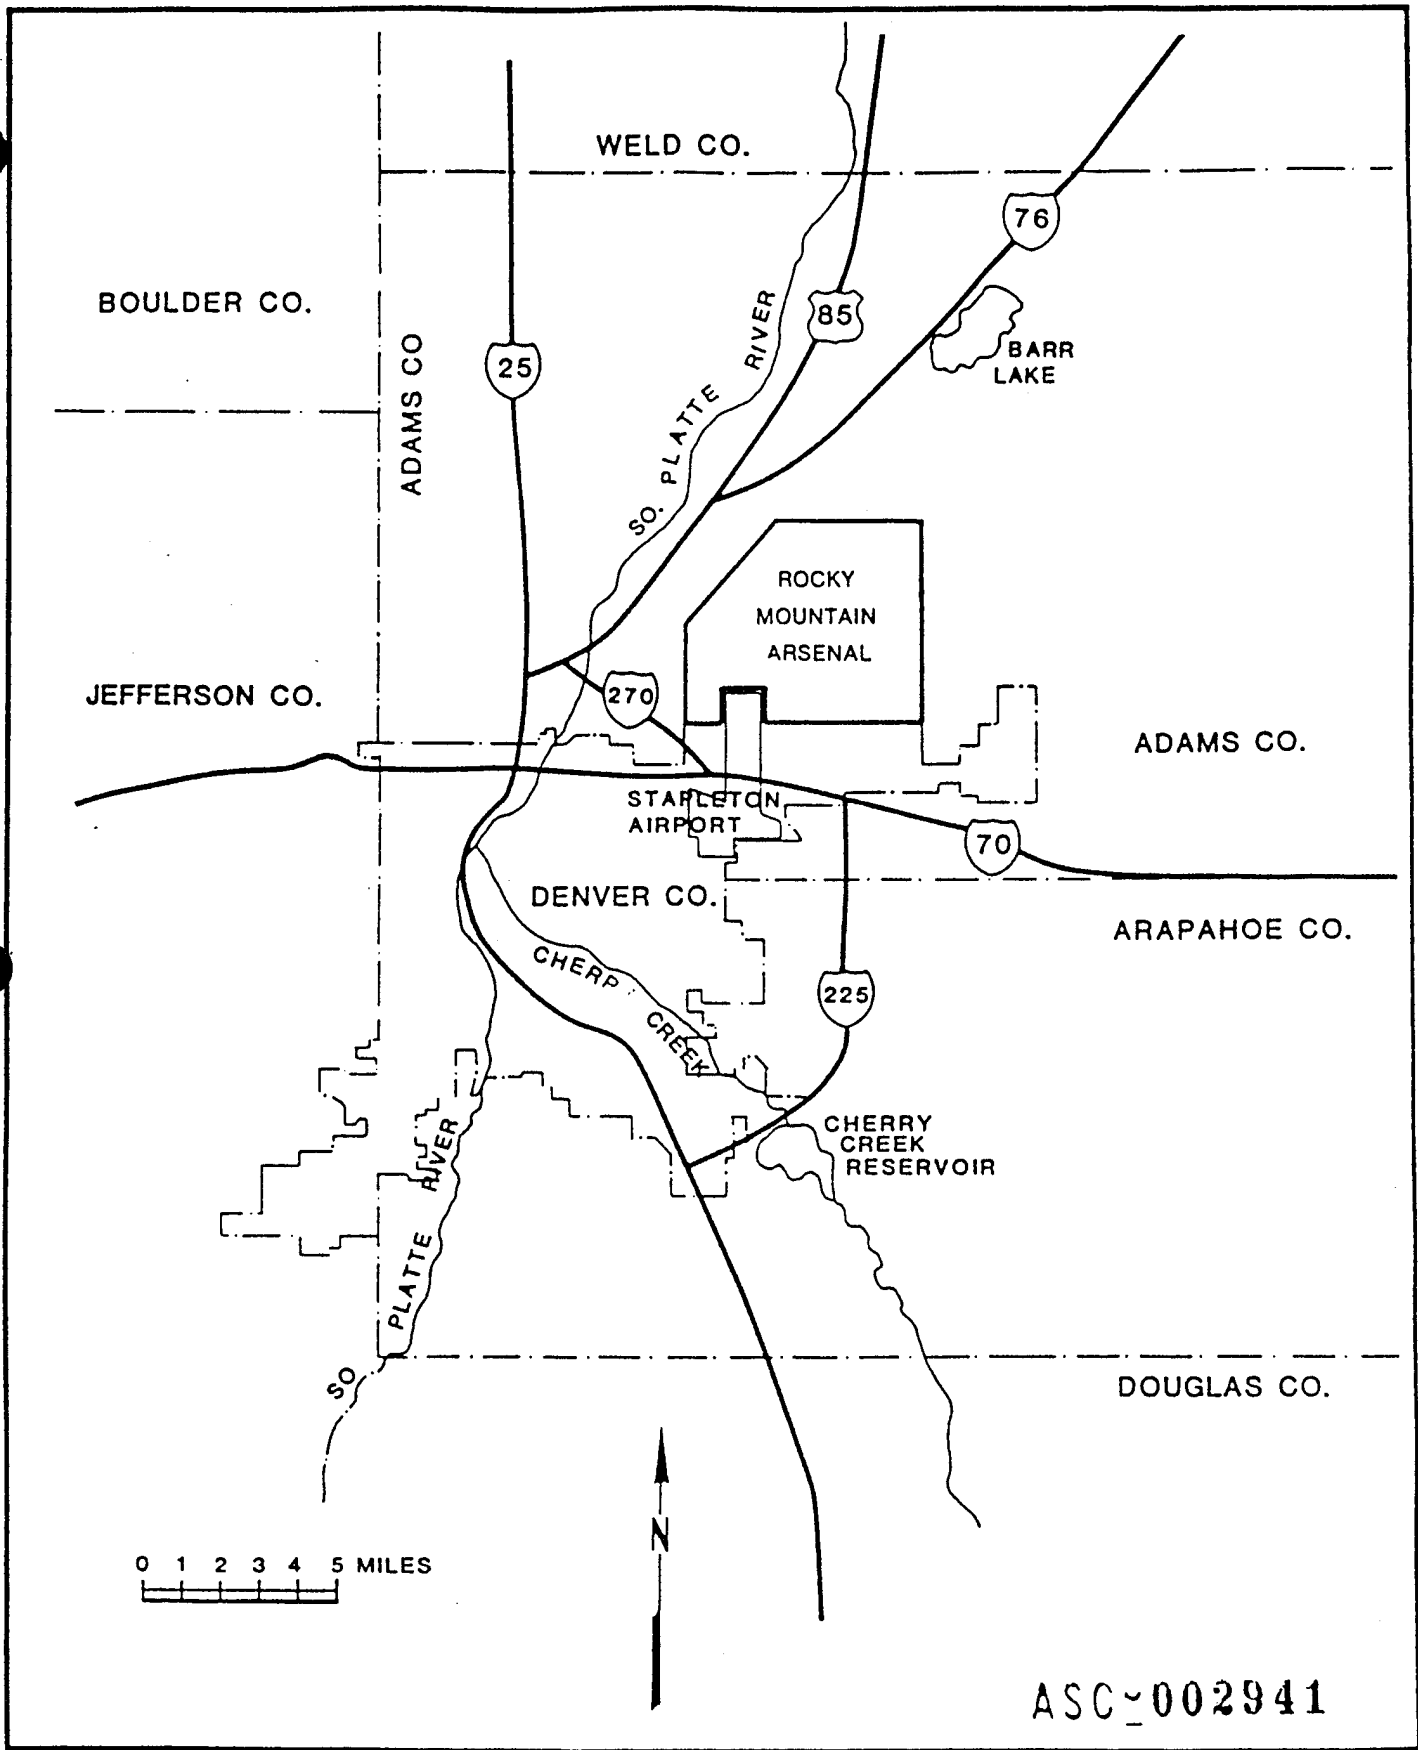 WELD CO.
76
BOULDER CO.
85
SO. PLATTE RIVER
BARR
LAKE
25
ADAMS CO
ROCKY
MOUNTAIN
ARSENAL
JEFFERSON CO.
270
ADAMS CO.
STAPLETON
AIRPORT
70
DENVER CO.
ARAPAHOE CO.
CHERP
CREEK
225
CHERRY
CREEK
RESERVOIR
SO PLATTE RIVER
DOUGLAS CO.
N
0 1 2 3 4 5 MILES
ASC-002941